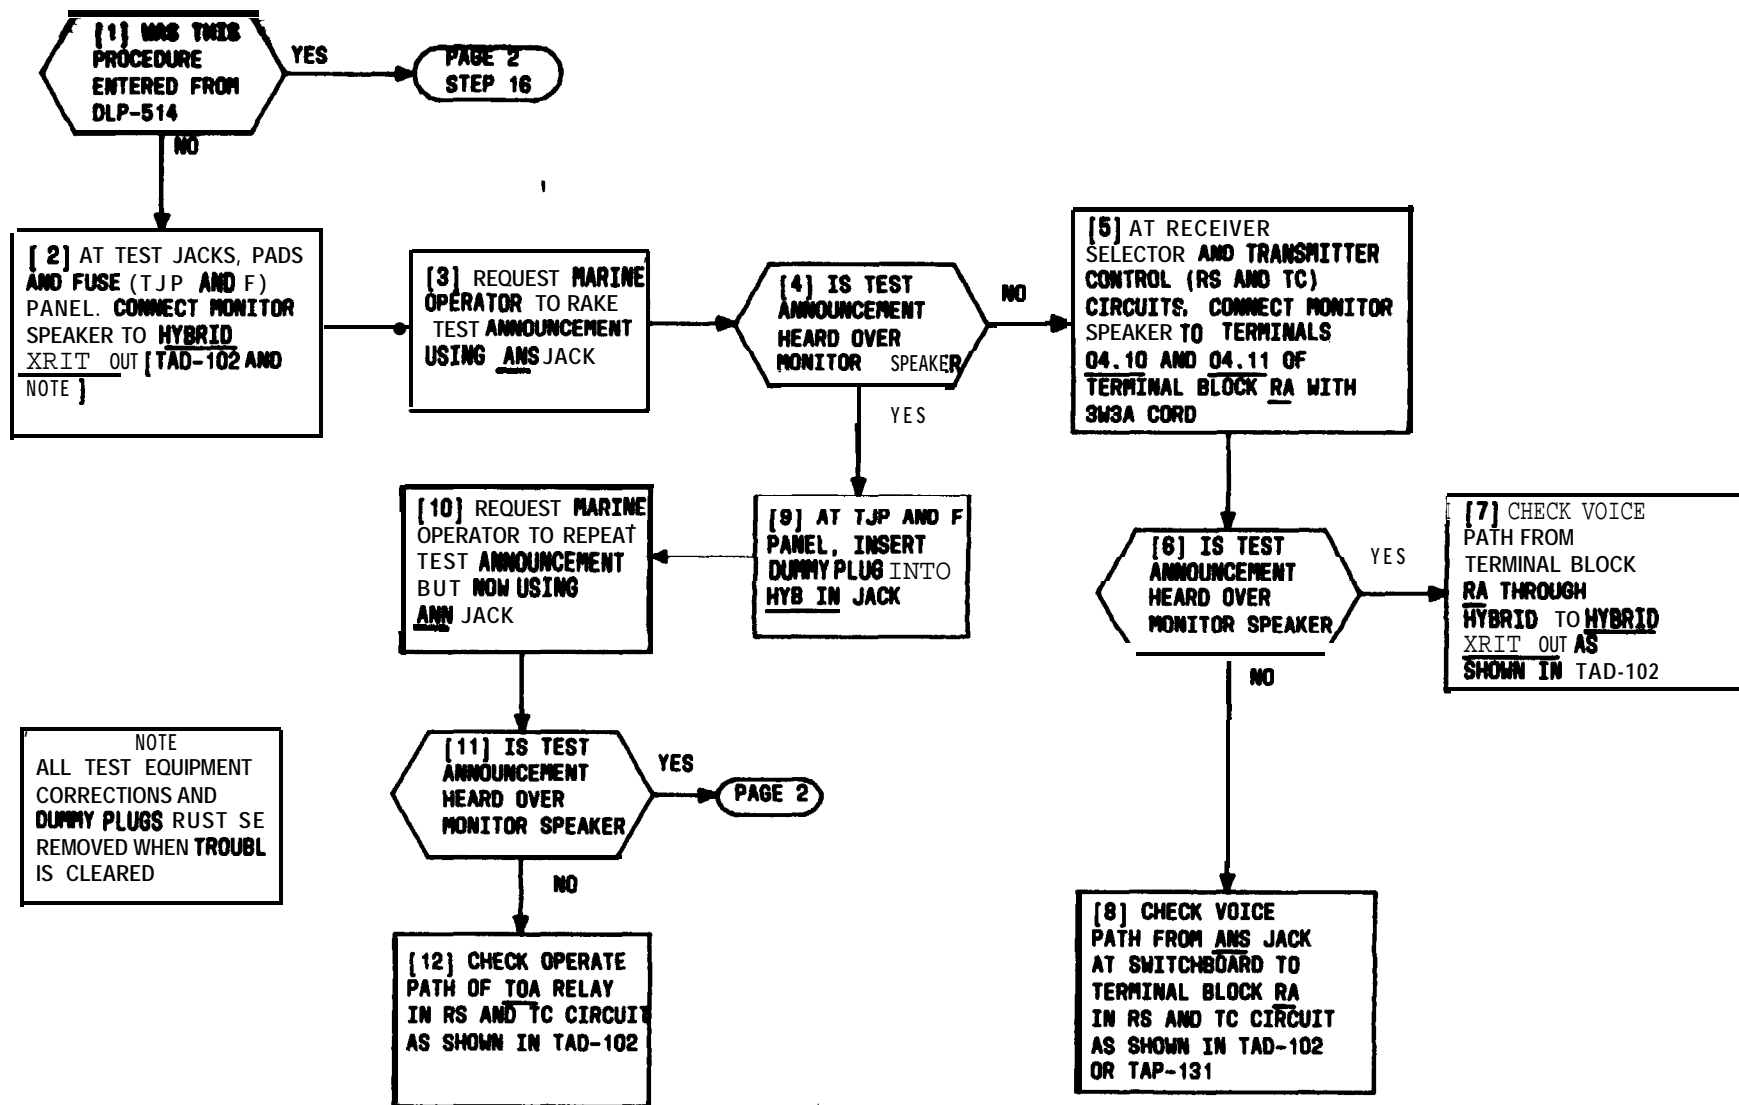 [1] WAS THIS
PROCEDURE
ENTERED FROM
DLP-514
YES
PAGE 2
STEP 16
NO
[ 2] AT TEST JACKS, PADS
AND FUSE (TJP AND F)
PANEL. CONNECT MONITOR
SPEAKER TO HYBRID
XRIT OUT [TAD-102 AND
NOTE ]
[3] REQUEST MARINE
OPERATOR TO RAKE
TEST ANNOUNCEMENT
USING ANS JACK
[4] IS TEST
ANNOUNCEMENT
HEARD OVER
MONITOR SPEAKER
NO
YES
[5] AT RECEIVER
SELECTOR AND TRANSMITTER
CONTROL (RS AND TC)
CIRCUITS, CONNECT MONITOR
SPEAKER TO TERMINALS
04.10 AND 04.11 OF
TERMINAL BLOCK RA WITH
3W3A CORD
[6] IS TEST
ANNOUNCEMENT
HEARD OVER
MONITOR SPEAKER
YES
NO
[7] CHECK VOICE
PATH FROM
TERMINAL BLOCK
RA THROUGH
HYBRID TO HYBRID
XRIT OUT AS
SHOWN IN TAD-102
[8] CHECK VOICE
PATH FROM ANS JACK
AT SWITCHBOARD TO
TERMINAL BLOCK RA
IN RS AND TC CIRCUIT
AS SHOWN IN TAD-102
OR TAP-131
[9] AT TJP AND F
PANEL, INSERT
DUMMY PLUG INTO
HYB IN JACK
[10] REQUEST MARINE
OPERATOR TO REPEAT
TEST ANNOUNCEMENT
BUT NOW USING
ANN JACK
[11] IS TEST
ANNOUNCEMENT
HEARD OVER
MONITOR SPEAKER
YES
PAGE 2
NO
[12] CHECK OPERATE
PATH OF TOA RELAY
IN RS AND TC CIRCUIT
AS SHOWN IN TAD-102
NOTE
ALL TEST EQUIPMENT
CORRECTIONS AND
DUMMY PLUGS RUST SE
REMOVED WHEN TROUBL
IS CLEARED